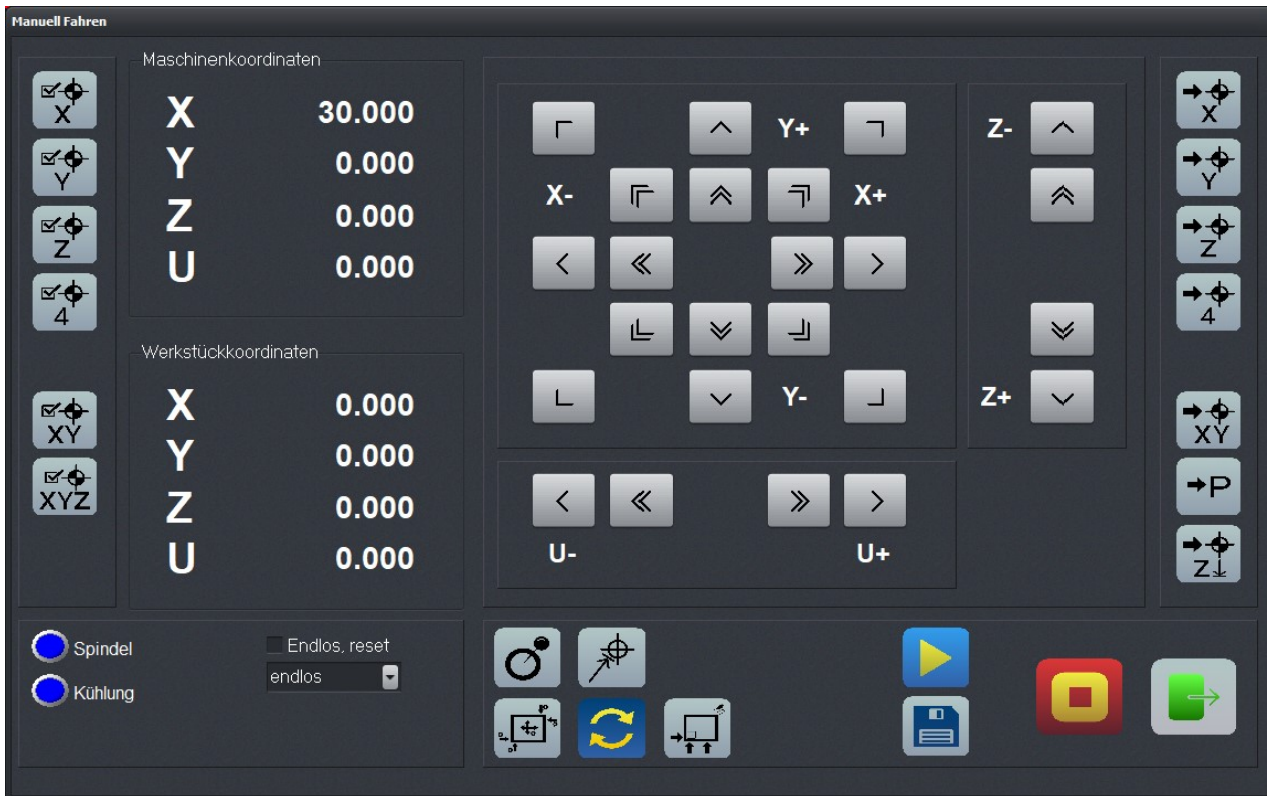 Manuell Fahren
X
Y
Z
4
XY
XYZ
Maschinenkoordinaten
X 30.000
Y 0.000
Z 0.000
U 0.000
Werkstückkoordinaten
X 0.000
Y 0.000
Z 0.000
U 0.000
Y+
X- X+
Y-
Z-
Z+
U- U+
X
Y
Z
4
XY
P
Z
Spindel
Kühlung
Endlos, reset
endlos